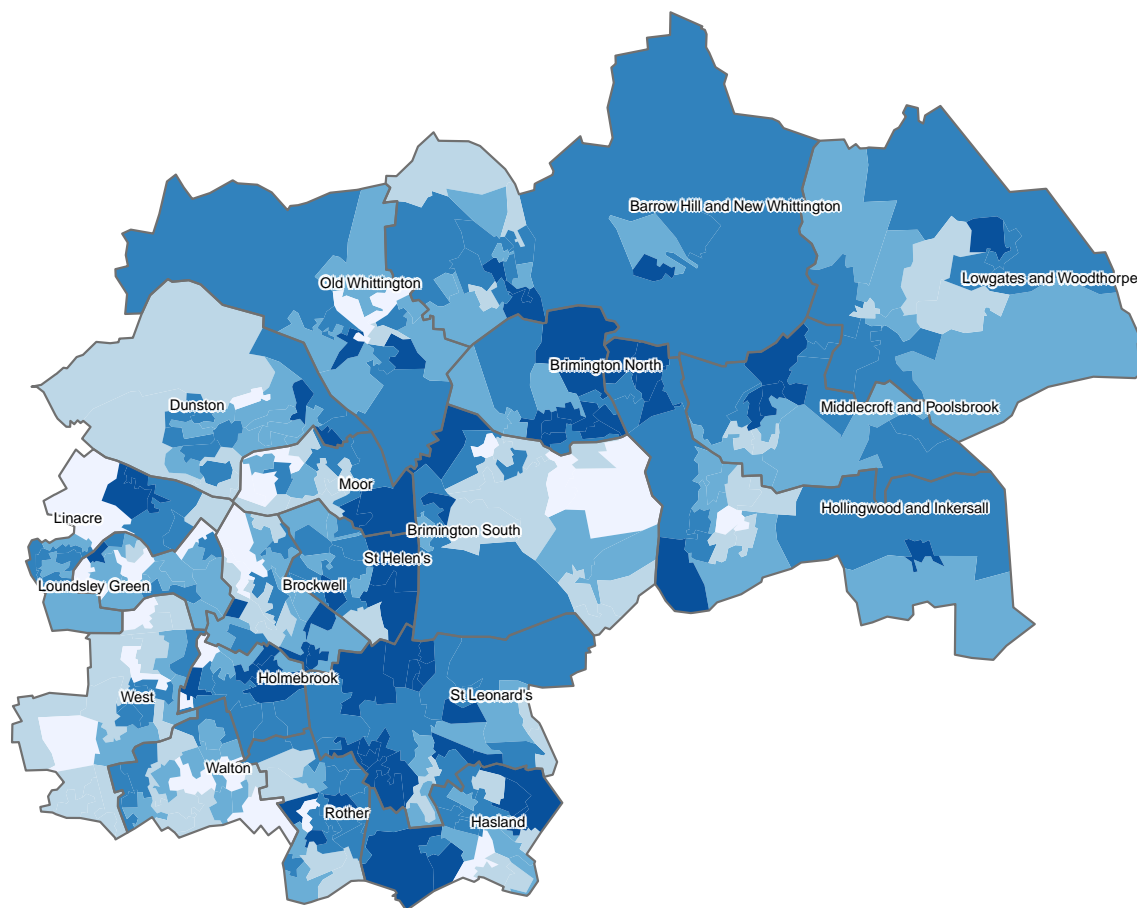 Barrow Hill and New Whittington
Lowgates and Woodthorpe
Old Whittington
Brimington North
Dunston
Middlecroft and Poolsbrook
Moor
Hollingwood and Inkersall
Linacre
Brimington South
St Helen's
Loundsley Green
Brockwell
Holmebrook
West
St Leonard's
Walton
Rother
Hasland